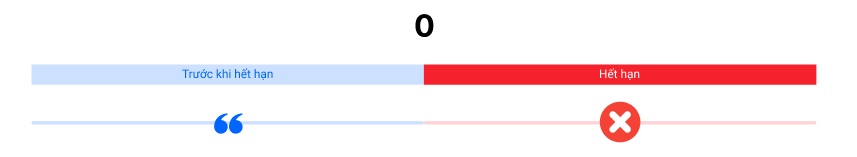 0
Trước khi hết hạn
Hết hạn